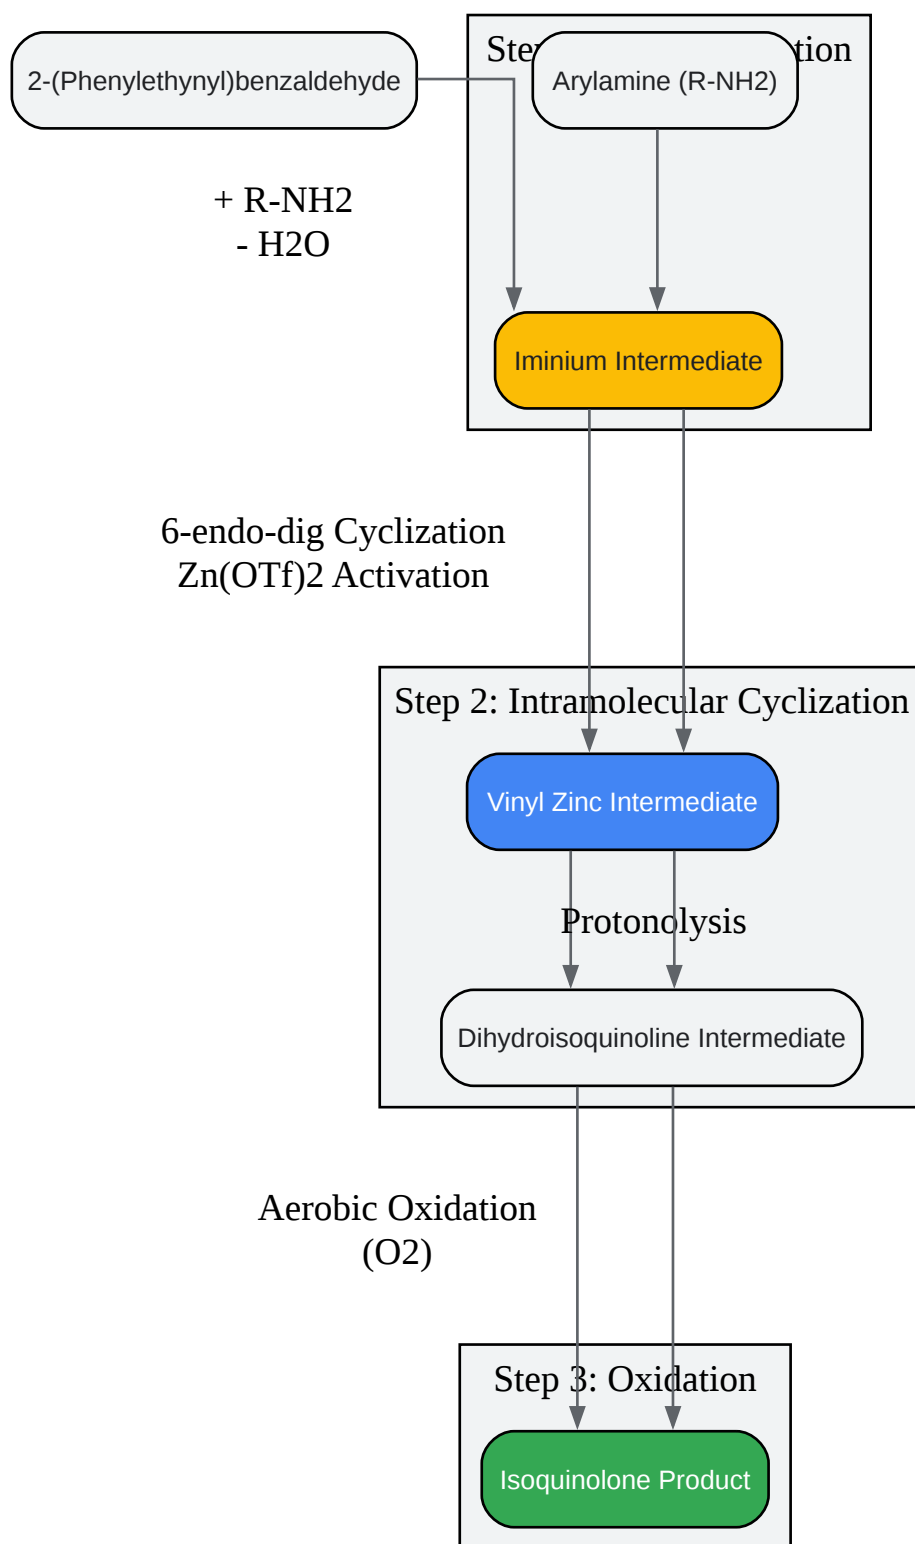 2-(Phenylethynyl)benzaldehyde
Arylamine (R-NH2)
+ R-NH2
- H2O
Iminium Intermediate
6-endo-dig Cyclization
Zn(OTf)2 Activation
Step 2: Intramolecular Cyclization
Vinyl Zinc Intermediate
Protonolysis
Dihydroisoquinoline Intermediate
Aerobic Oxidation
(O2)
Step 3: Oxidation
Isoquinolone Product